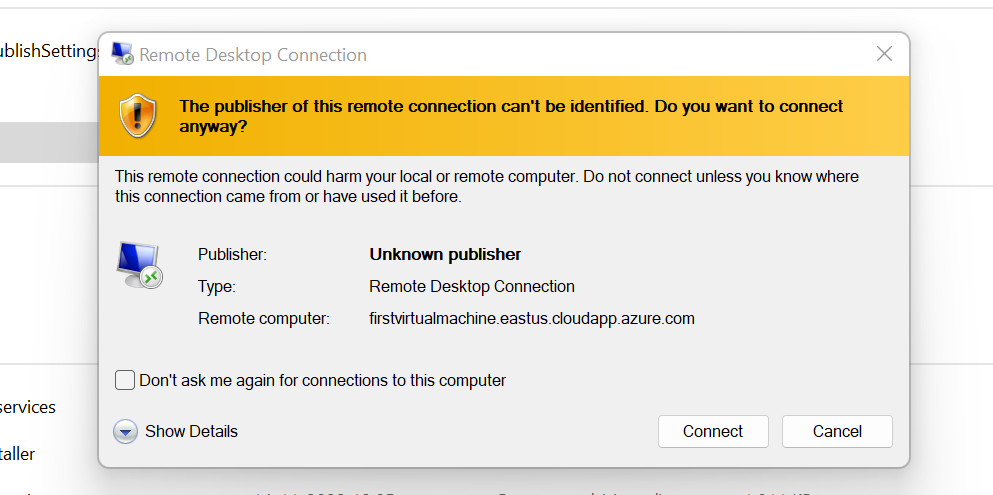 Remote Desktop Connection
The publisher of this remote connection can't be identified. Do you want to connect
anyway?
This remote connection could harm your local or remote computer. Do not connect unless you know where
this connection came from or have used it before.
Publisher: Unknown publisher
Type: Remote Desktop Connection
Remote computer: firstvirtualmachine.eastus.cloudapp.azure.com
Don't ask me again for connections to this computer
services
Show Details Connect Cancel